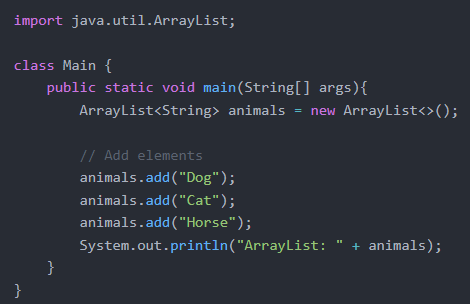 import java.util.ArrayList;

class Main {
    public static void main(String[] args){
        ArrayList<String> animals = new ArrayList<>();

        // Add elements
        animals.add("Dog");
        animals.add("Cat");
        animals.add("Horse");
        System.out.println("ArrayList: " + animals);
    }
}